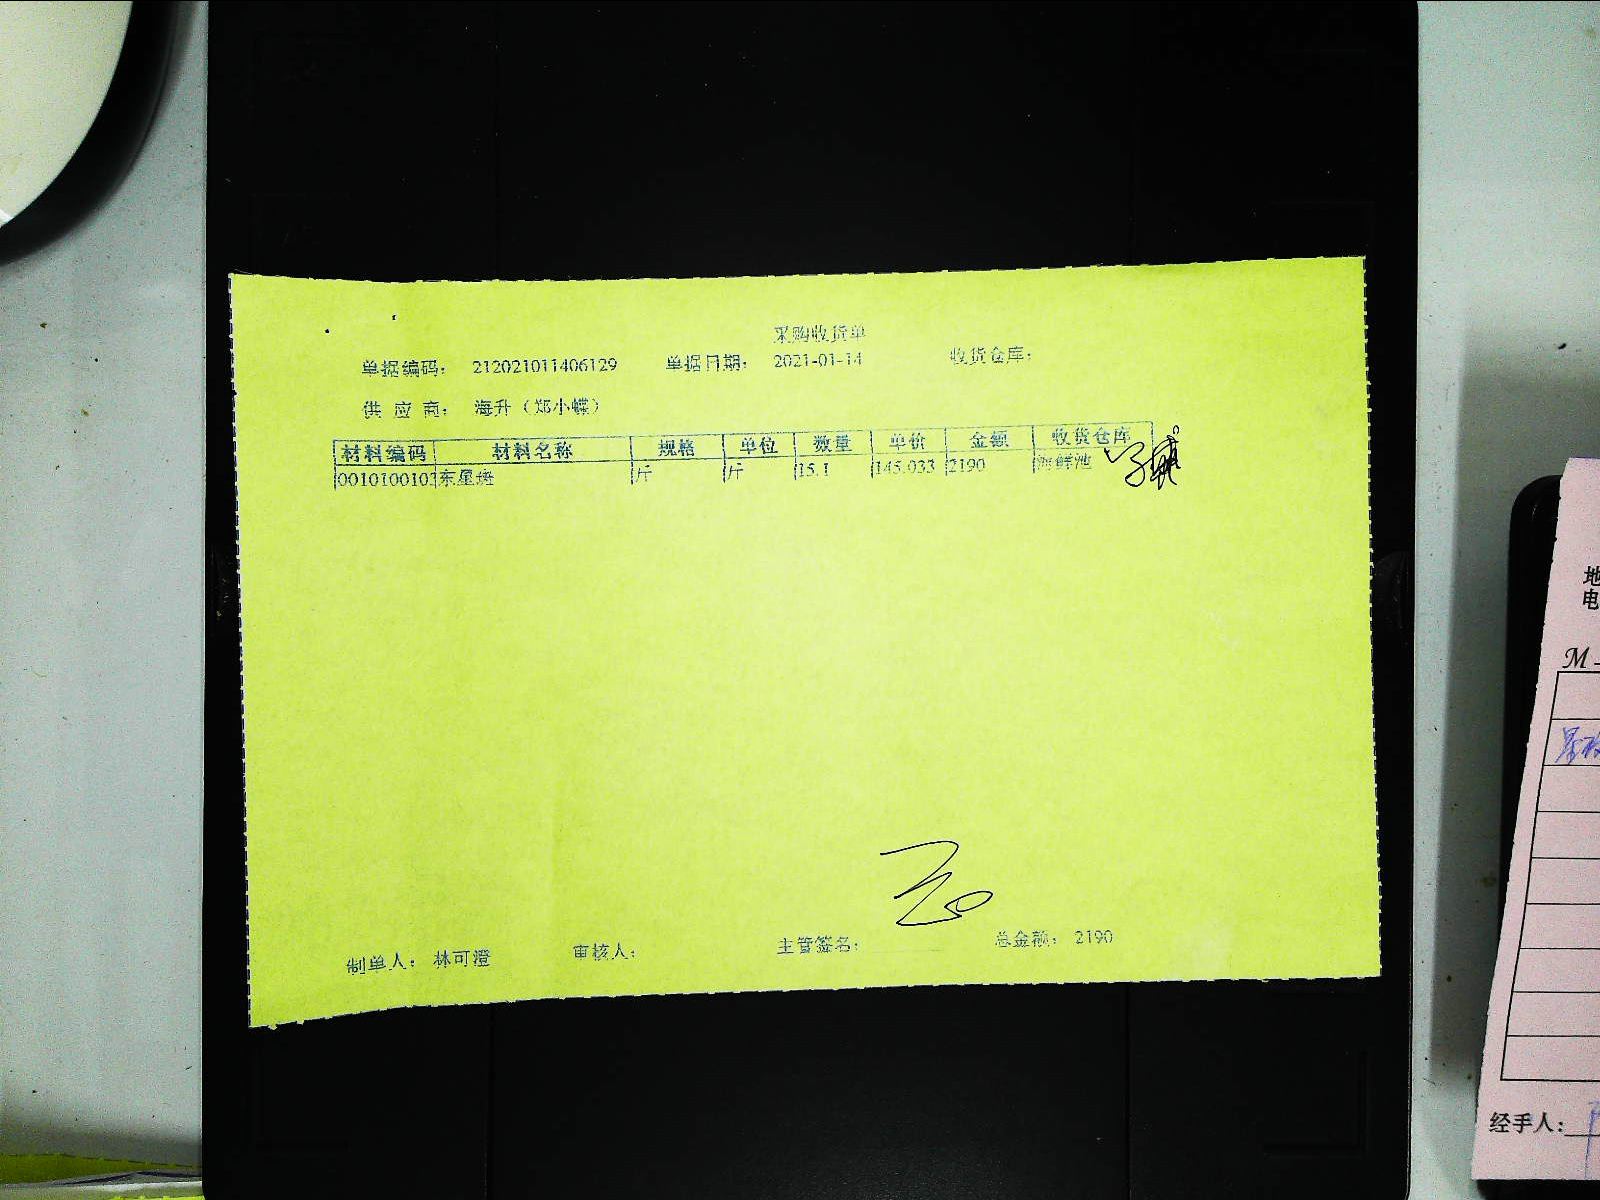 采购收货单
单据编码： 212021011406129 单据日期： 2021-01-14 收货仓库：
供 应 商： 海升（郑小蝶）
材料编码 材料名称 规格 单位 数量 单价 金额 收货仓库
0010100103 东星斑 斤 斤 15.1 145.033 2190 海鲜池
制单人： 林可澄 审核人： 主管签名： 总金额： 2190
地
电
M
经手人：